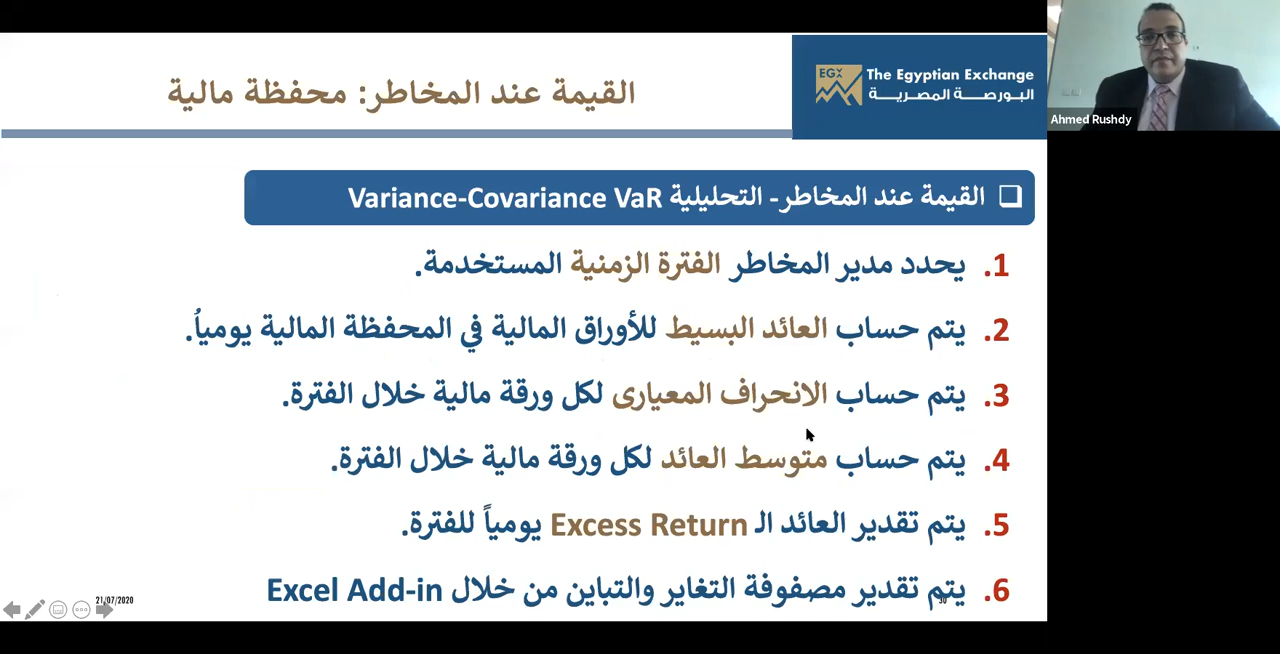 القيمة عند المخاطر: محفظة مالية
EGX
The Egyptian Exchange
البورصة المصرية
Ahmed Rushdy
القيمة عند المخاطر- التحليلية Variance-Covariance VaR
1. يحدد مدير المخاطر الفترة الزمنية المستخدمة.
2. يتم حساب العائد البسيط للأوراق المالية في المحفظة المالية يومياُ.
3. يتم حساب الانحراف المعيارى لكل ورقة مالية خلال الفترة.
4. يتم حساب متوسط العائد لكل ورقة مالية خلال الفترة.
5. يتم تقدير العائد الـ Excess Return يومياً للفترة.
6. يتم تقدير مصفوفة التغاير والتباين من خلال Excel Add-in
21/07/2020
30